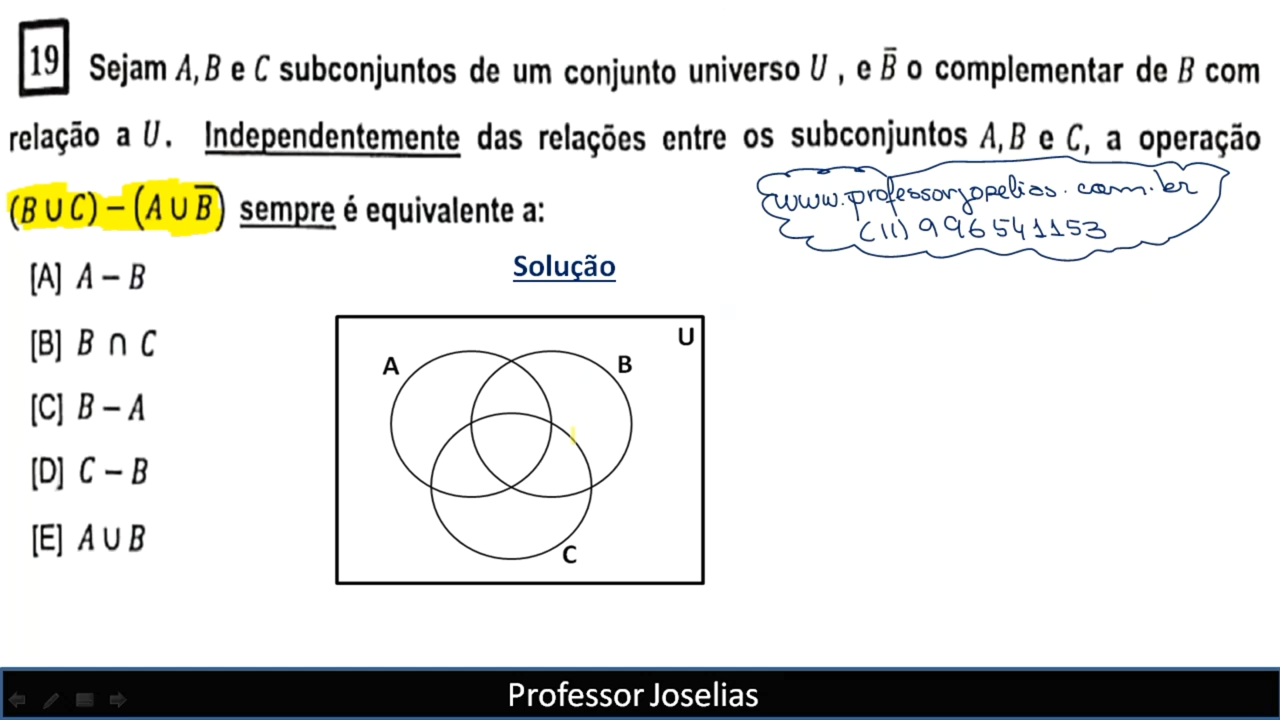 19 Sejam A, B e C subconjuntos de um conjunto universo U , e B̅ o complementar de B com
relação a U. Independentemente das relações entre os subconjuntos A, B e C, a operação
(B ∪ C) – (A ∪ B̅) sempre é equivalente a:
www.professorjoselias.com.br
(11) 996541153
[A] A – B
[B] B ∩ C
[C] B – A
[D] C – B
[E] A ∪ B
Solução
U
A
B
C
Professor Joselias